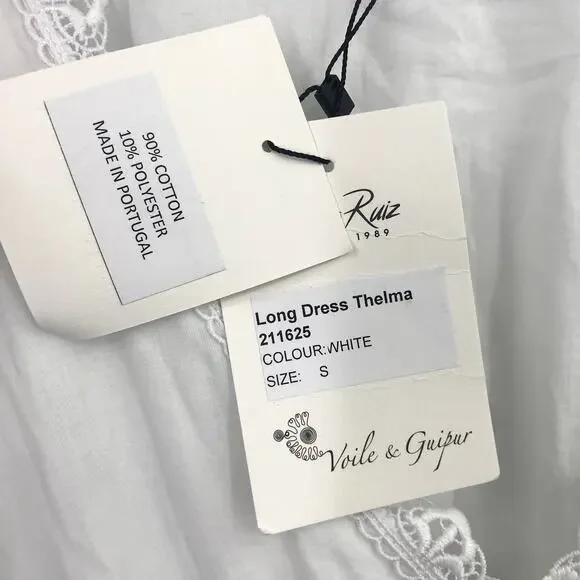 90% COTTON
10% POLYESTER
MADE IN PORTUGAL
Ruiz
1989
Long Dress Thelma
211625
COLOUR:WHITE
SIZE: S
Voile & Guipur